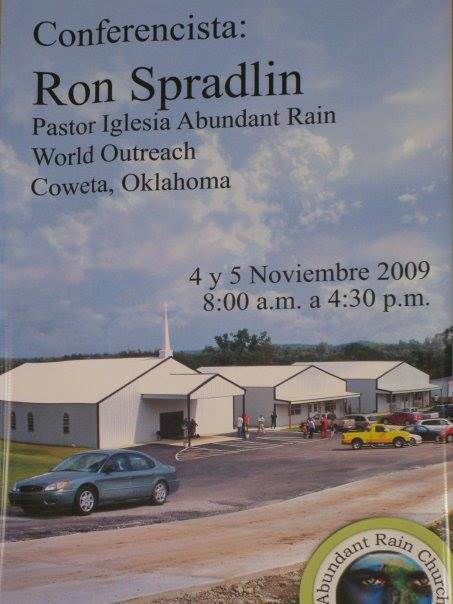 Conferencista:
Ron Spradlin
Pastor Iglesia Abundant Rain
World Outreach
Coweta, Oklahoma
4 y 5 Noviembre 2009
8:00 a.m. a 4:30 p.m.
Abundant Rain Church